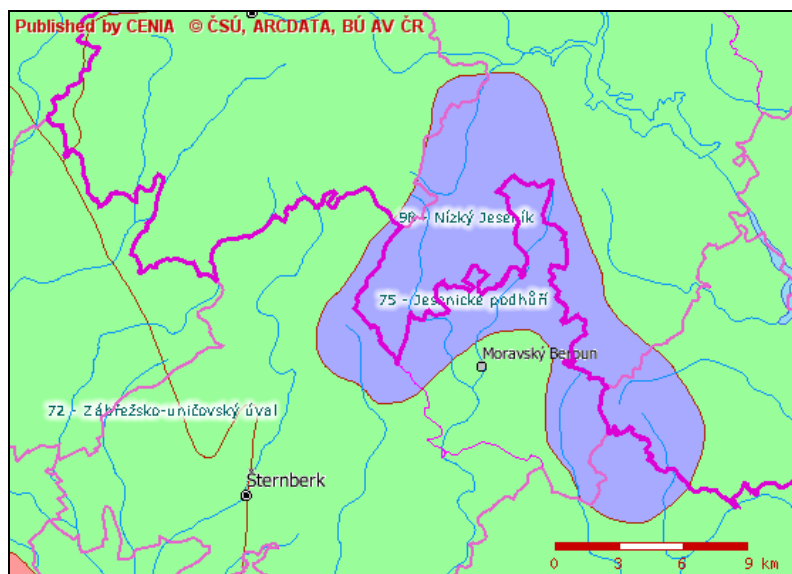 Published by CENIA © ČSÚ, ARCDATA, BÚ AV ČR
98 - Nízký Jeseník
75 - Jesenické podhůří
Moravský Beroun
72 - Zábřežsko-uničovský úval
Šternberk
0 3 6 9 km